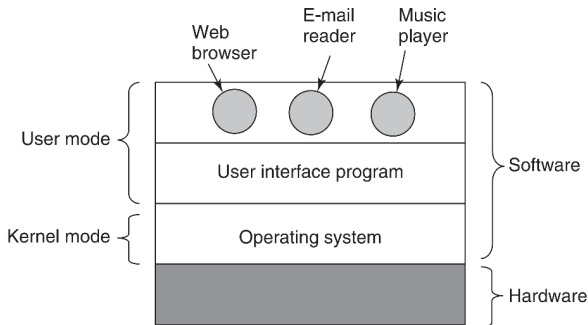 Web
browser
E-mail
reader
Music
player
User mode
User interface program
Software
Kernel mode
Operating system
Hardware